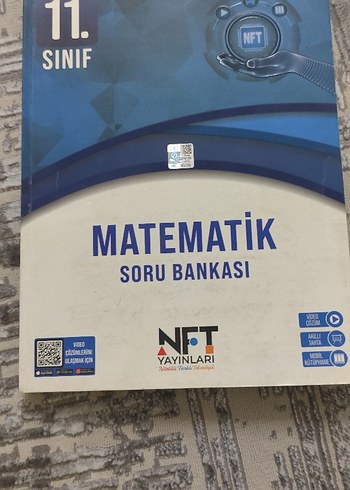 11.
SINIF
NFT
MATEMATİK
SORU BANKASI
NFT
YAYINLARI
VİDEO
ÇÖZÜMLERİNE
ULAŞMAK İÇİN
VİDEO
ÇÖZÜM
AKILLI
TAHTA
MOBİL
KÜTÜPHANE